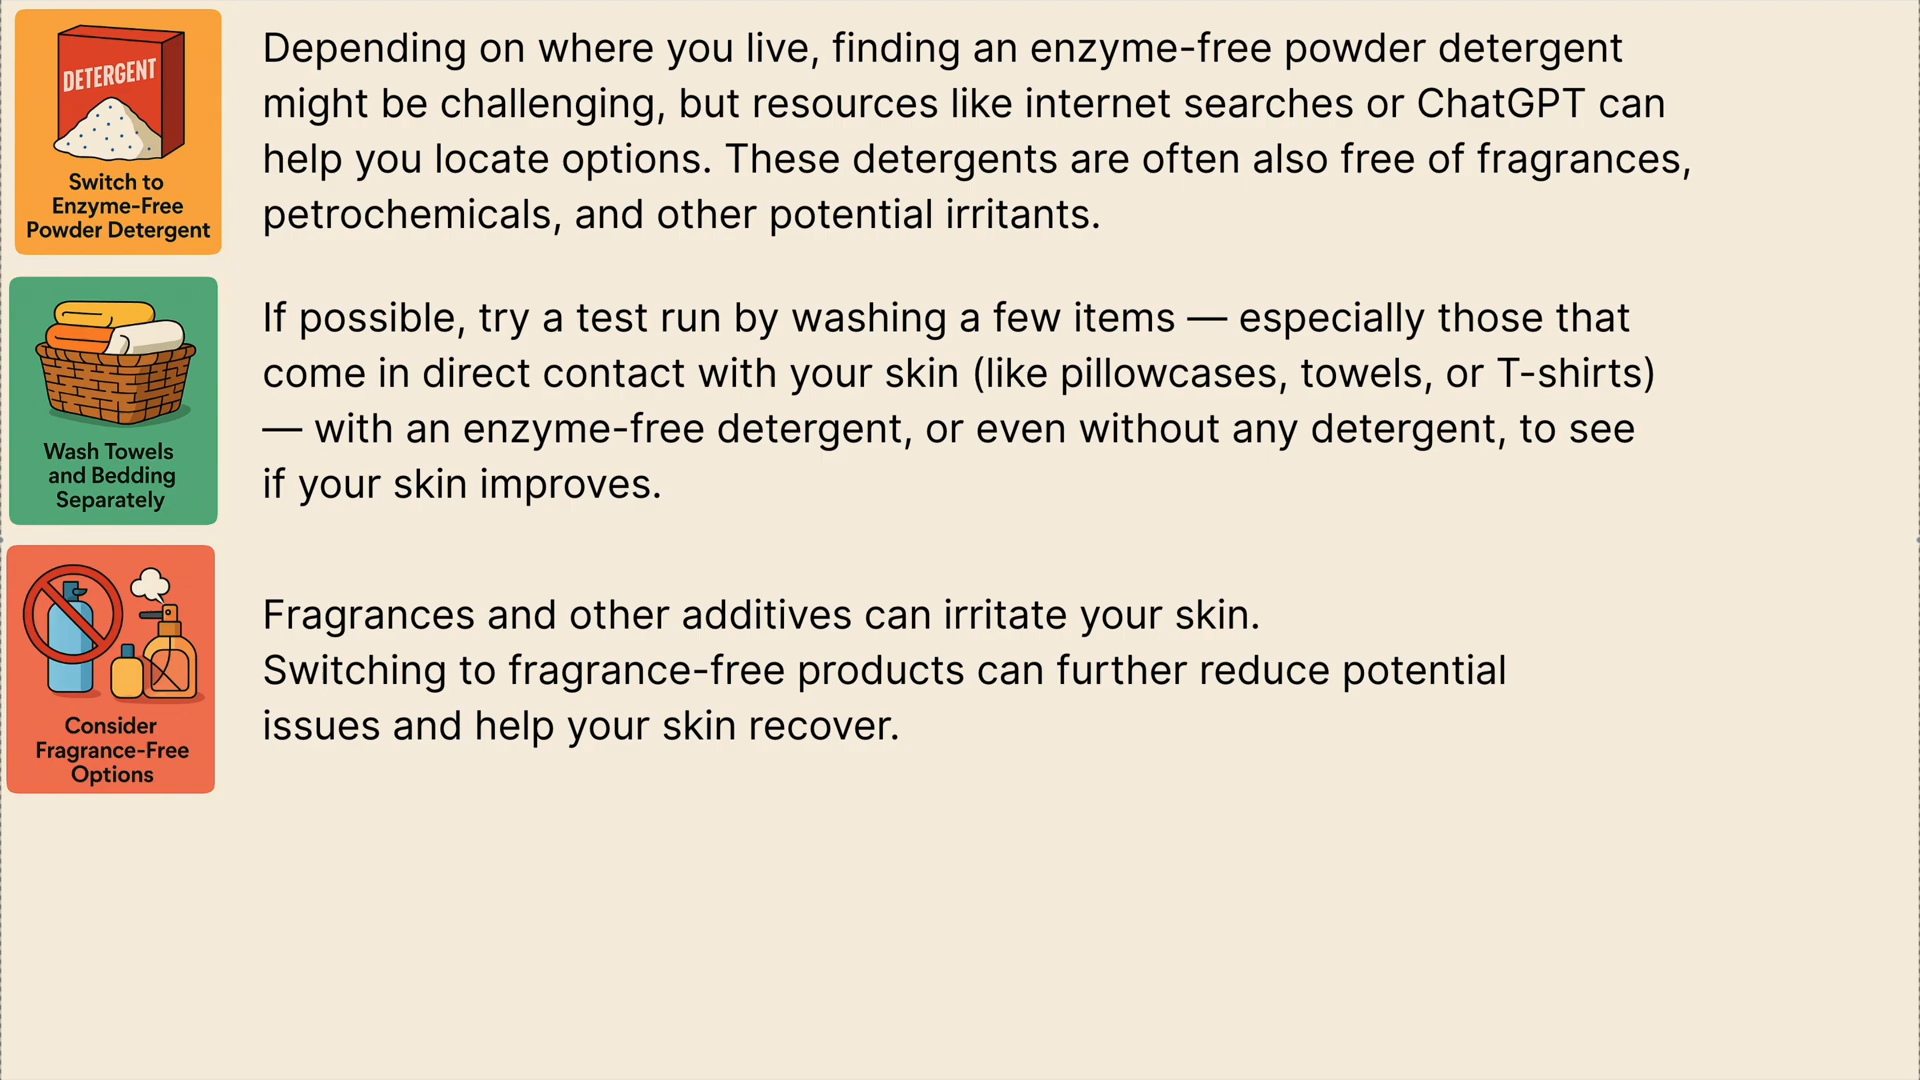 DETERGENT
Switch to
Enzyme-Free
Powder Detergent
Depending on where you live, finding an enzyme-free powder detergent
might be challenging, but resources like internet searches or ChatGPT can
help you locate options. These detergents are often also free of fragrances,
petrochemicals, and other potential irritants.
Wash Towels
and Bedding
Separately
If possible, try a test run by washing a few items — especially those that
come in direct contact with your skin (like pillowcases, towels, or T-shirts)
— with an enzyme-free detergent, or even without any detergent, to see
if your skin improves.
Consider
Fragrance-Free
Options
Fragrances and other additives can irritate your skin.
Switching to fragrance-free products can further reduce potential
issues and help your skin recover.